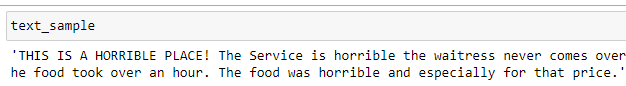 text_sample
'THIS IS A HORRIBLE PLACE! The Service is horrible the waitress never comes over
he food took over an hour. The food was horrible and especially for that price.'